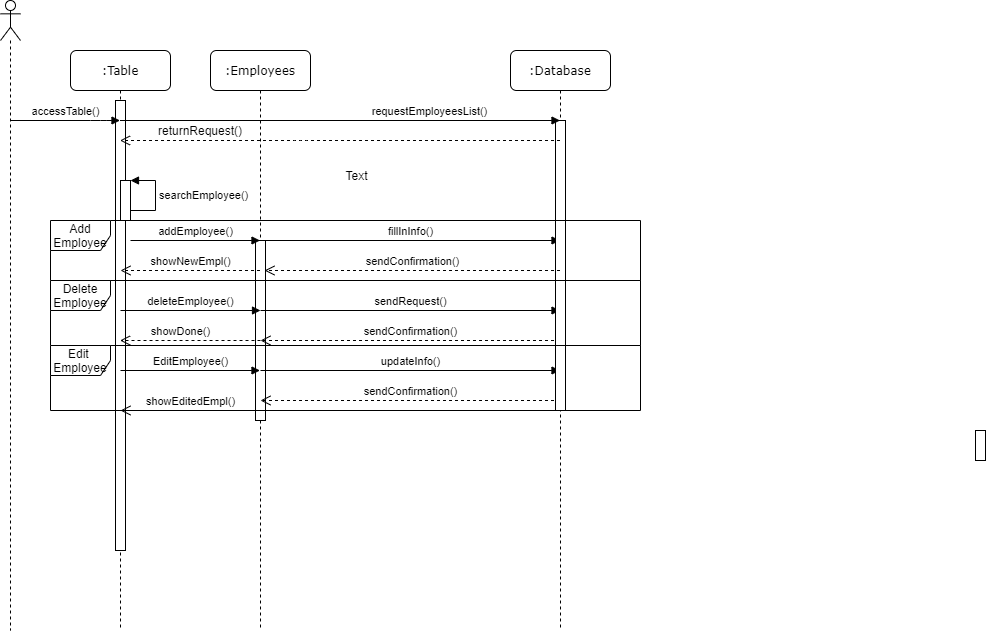 :Table
:Employees
:Database
accessTable()
requestEmployeesList()
returnRequest()
Text
searchEmployee()
Add
Employee
addEmployee()
fillInInfo()
showNewEmpl()
sendConfirmation()
Delete
Employee
deleteEmployee()
sendRequest()
showDone()
sendConfirmation()
Edit
Employee
EditEmployee()
updateInfo()
sendConfirmation()
showEditedEmpl()